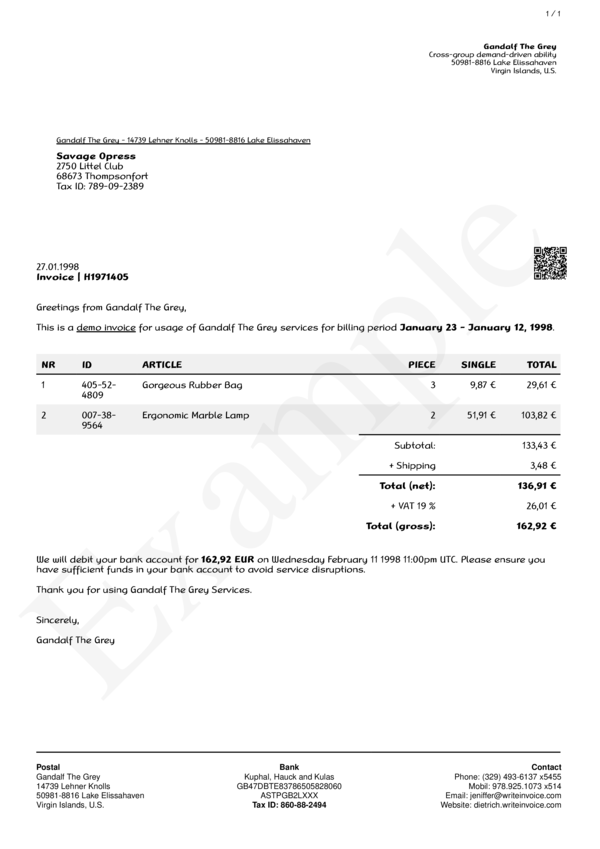 1 / 1
Gandalf The Grey
Cross-group demand-driven ability
50981-8816 Lake Elissahaven
Virgin Islands, U.S.
Gandalf The Grey - 14739 Lehner Knolls - 50981-8816 Lake Elissahaven
Savage Opress
2750 Littel Club
68673 Thompsonfort
Tax ID: 789-09-2389
27.01.1998
Invoice | H1971405
Greetings from Gandalf The Grey,
This is a demo invoice for usage of Gandalf The Grey services for billing period January 23 - January 12, 1998.
NR ID ARTICLE PIECE SINGLE TOTAL
1 405-52-4809 Gorgeous Rubber Bag 3 9,87 € 29,61 €
2 007-38-9564 Ergonomic Marble Lamp 2 51,91 € 103,82 €
Subtotal: 133,43 €
+ Shipping 3,48 €
Total (net): 136,91 €
+ VAT 19 % 26,01 €
Total (gross): 162,92 €
We will debit your bank account for 162,92 EUR on Wednesday February 11 1998 11:00pm UTC. Please ensure you
have sufficient funds in your bank account to avoid service disruptions.
Thank you for using Gandalf The Grey Services.
Sincerely,
Gandalf The Grey
Example
Postal
Gandalf The Grey
14739 Lehner Knolls
50981-8816 Lake Elissahaven
Virgin Islands, U.S.
Bank
Kuphal, Hauck and Kulas
GB47DBTE83786505828060
ASTPGB2LXXX
Tax ID: 860-88-2494
Contact
Phone: (329) 493-6137 x5455
Mobil: 978.925.1073 x514
Email: jeniffer@writeinvoice.com
Website: dietrich.writeinvoice.com